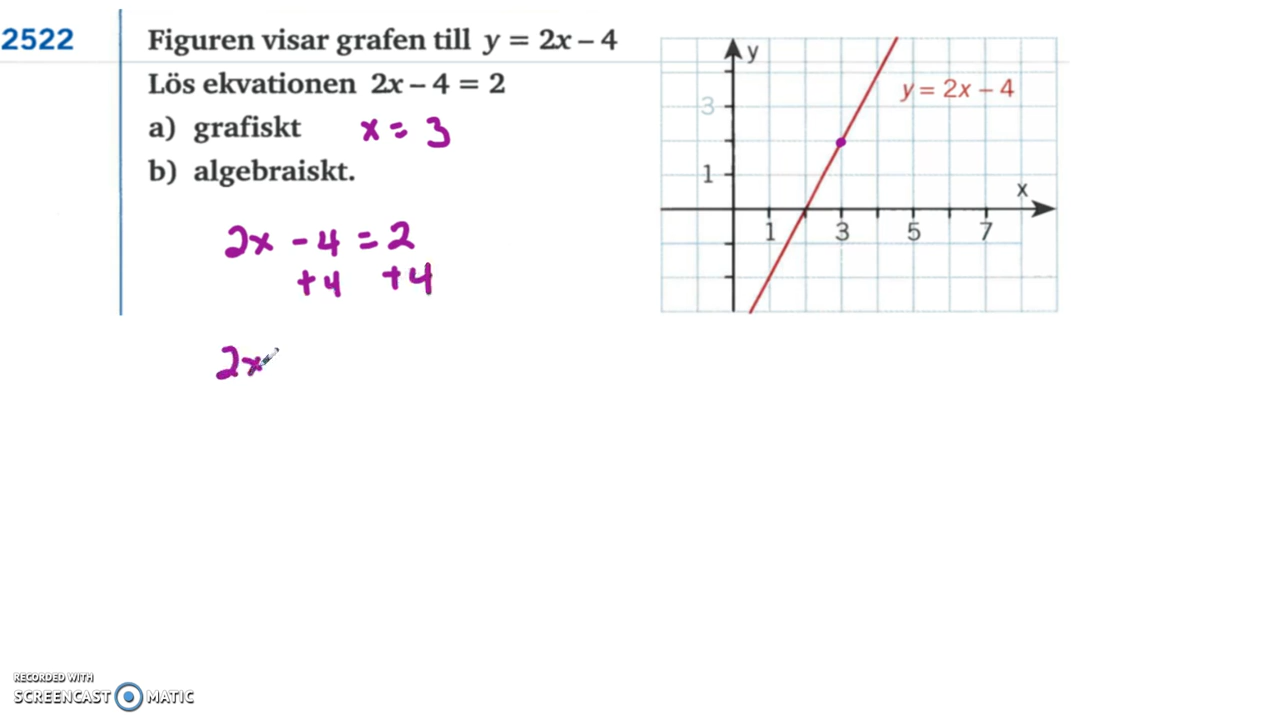 2522 Figuren visar grafen till y = 2x – 4
Lös ekvationen 2x – 4 = 2
a) grafiskt x = 3
b) algebraiskt.
2x - 4 = 2
+4 +4
2x
y
y = 2x – 4
3
1
x
1 3 5 7
RECORDED WITH
SCREENCAST MATIC